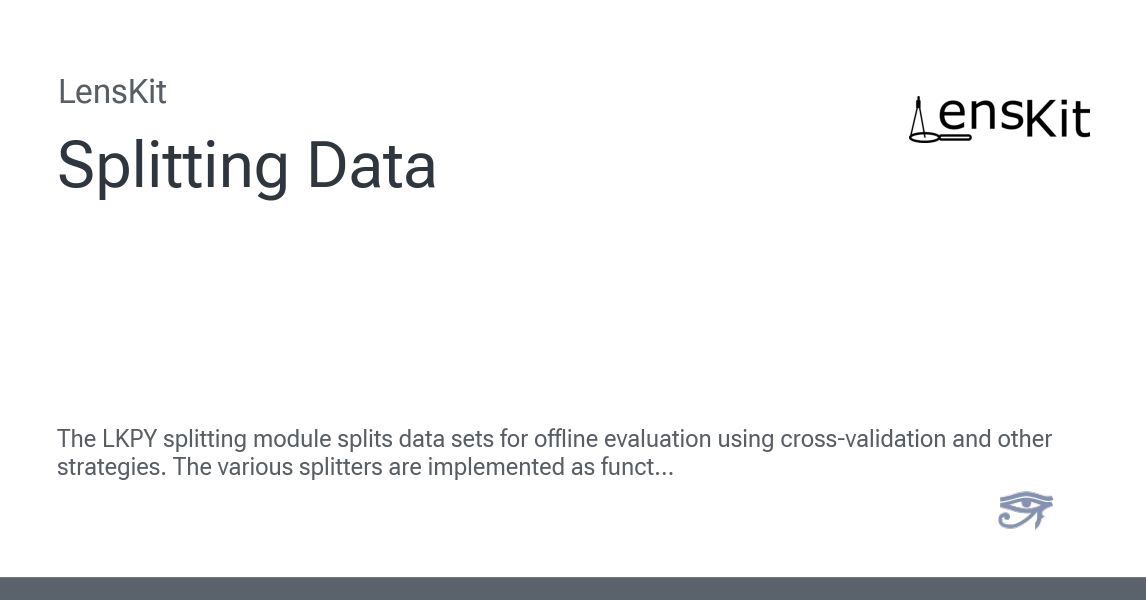 LensKit
LensKit
Splitting Data
The LKPY splitting module splits data sets for offline evaluation using cross-validation and other
strategies. The various splitters are implemented as funct...